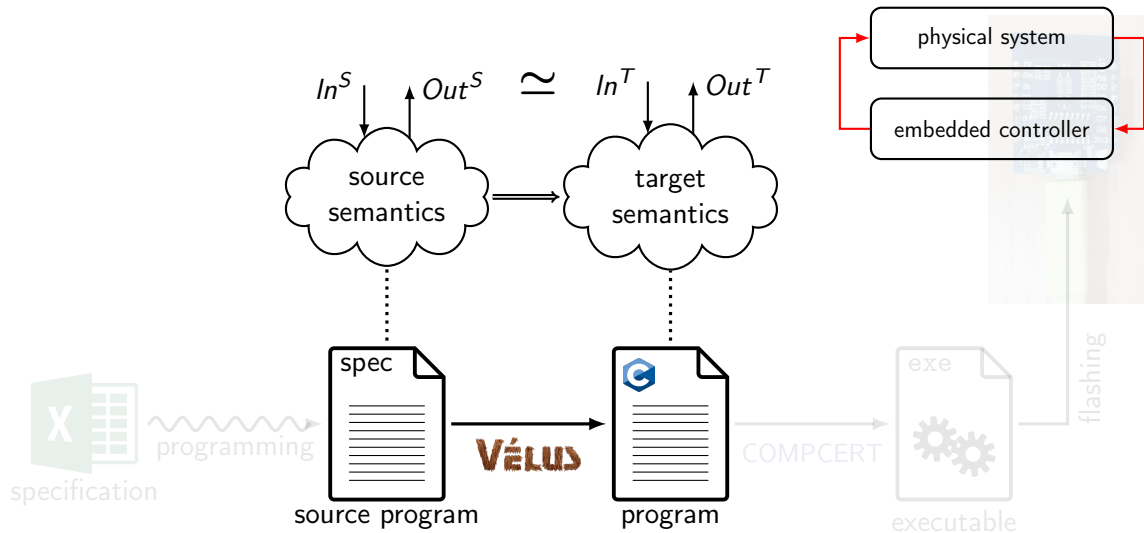 physical system
embedded controller
In^S Out^S ≃ In^T Out^T
source
semantics
target
semantics
spec
C
exe
X
programming
VÉLUS
COMPCERT
flashing
specification
source program
program
executable